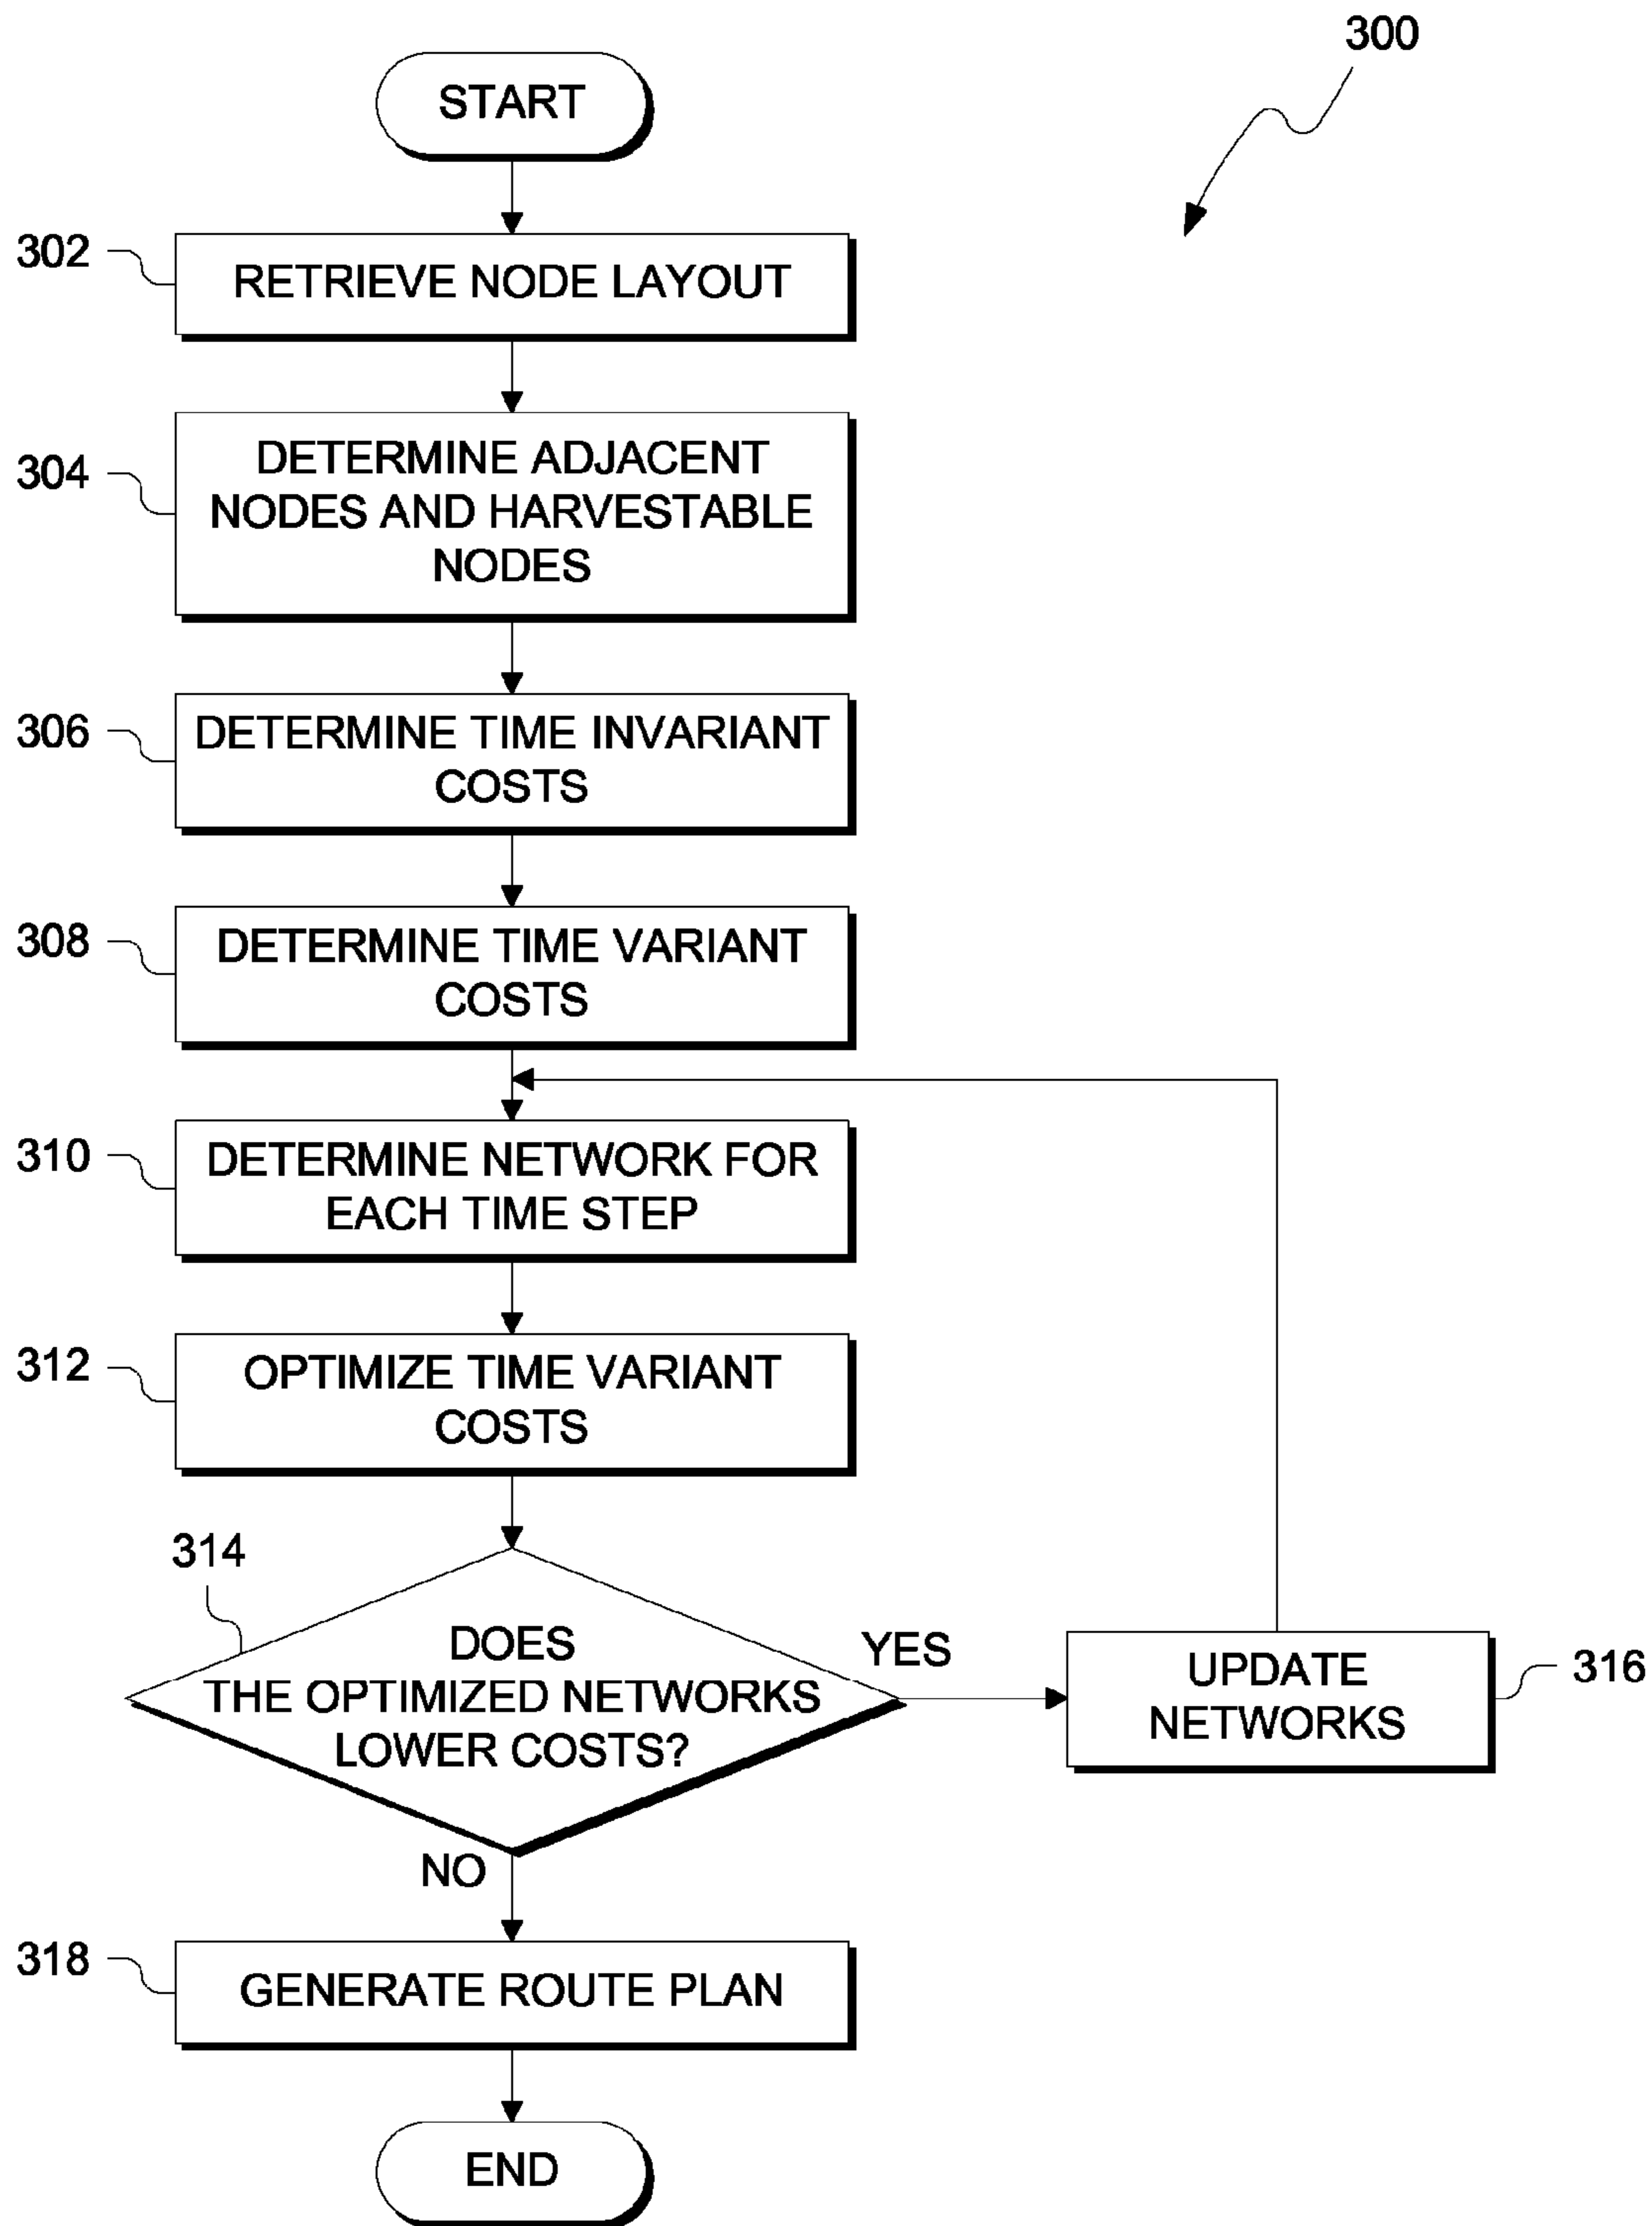 300
START
302
RETRIEVE NODE LAYOUT
304
DETERMINE ADJACENT
NODES AND HARVESTABLE
NODES
306
DETERMINE TIME INVARIANT
COSTS
308
DETERMINE TIME VARIANT
COSTS
310
DETERMINE NETWORK FOR
EACH TIME STEP
312
OPTIMIZE TIME VARIANT
COSTS
314
DOES
THE OPTIMIZED NETWORKS
LOWER COSTS?
YES
UPDATE
NETWORKS
316
NO
318
GENERATE ROUTE PLAN
END